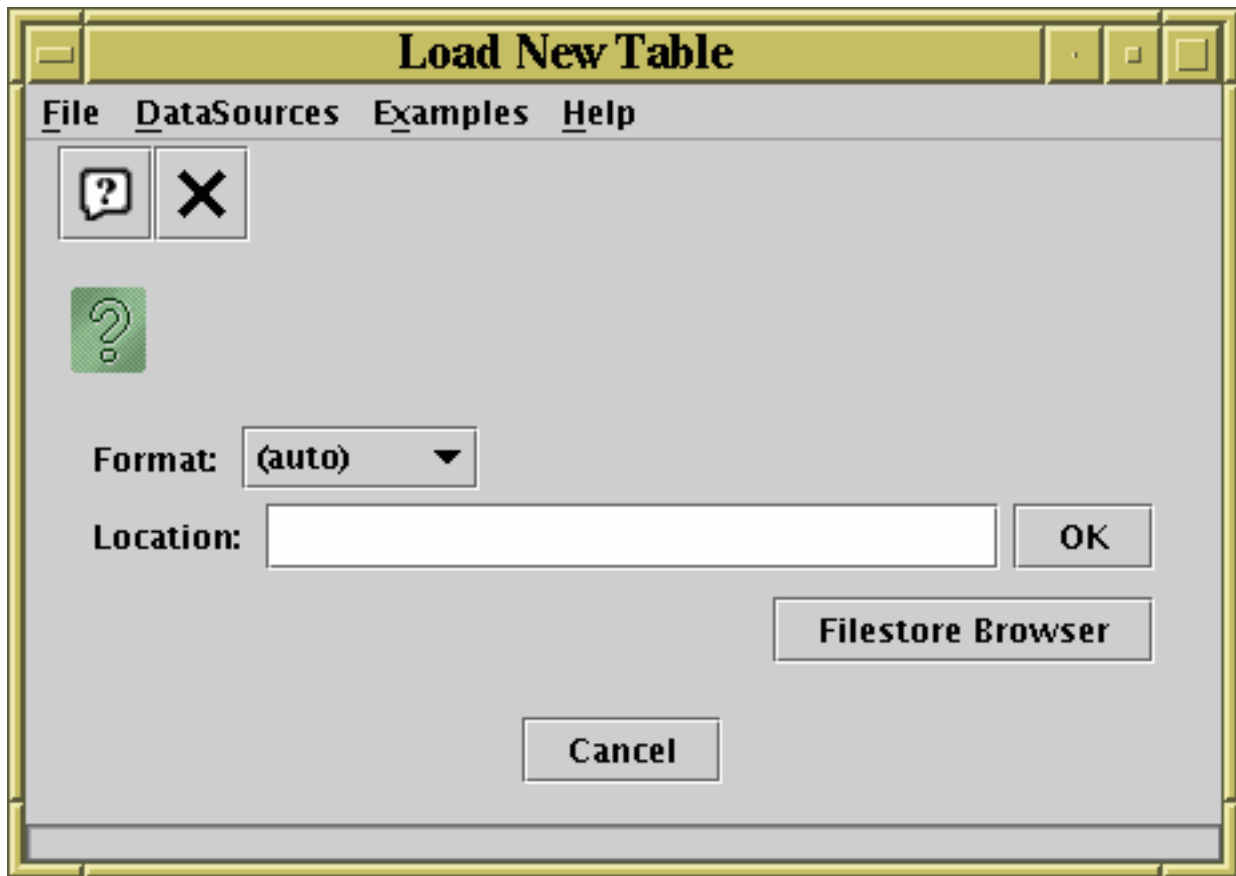 Load New Table
File DataSources Examples Help
?
?
Format: (auto)
Location: OK
Filestore Browser
Cancel